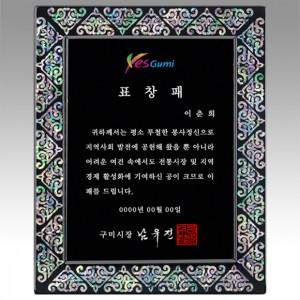 Yes Gumi
표 창 패
이 춘 희
귀하께서는 평소 투철한 봉사정신으로
지역사회 발전에 공헌해 왔을 뿐 아니라
어려운 여건 속에서도 전통시장 및 지역
경제 활성화에 기여하신 공이 크므로 이
패를 드립니다.
0000년 00월 00일
구미시장 남유진